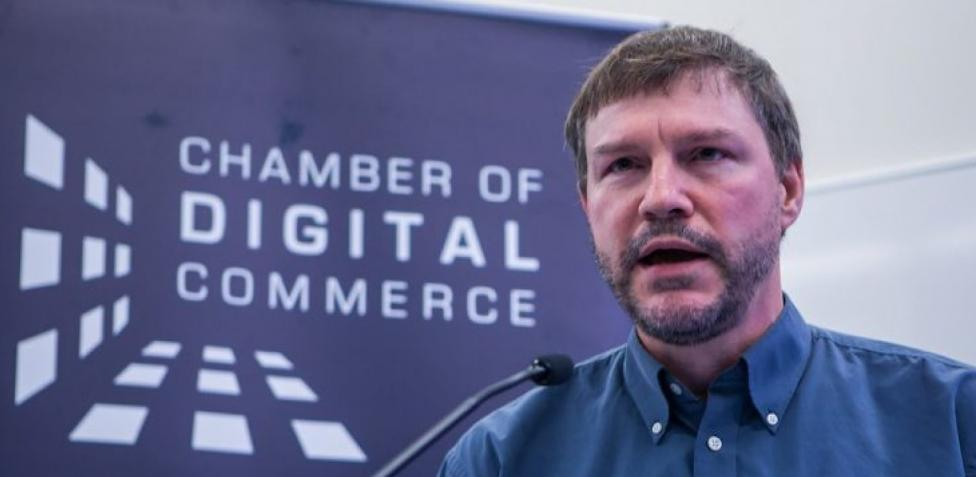 CHAMBER OF
DIGITAL
COMMERCE